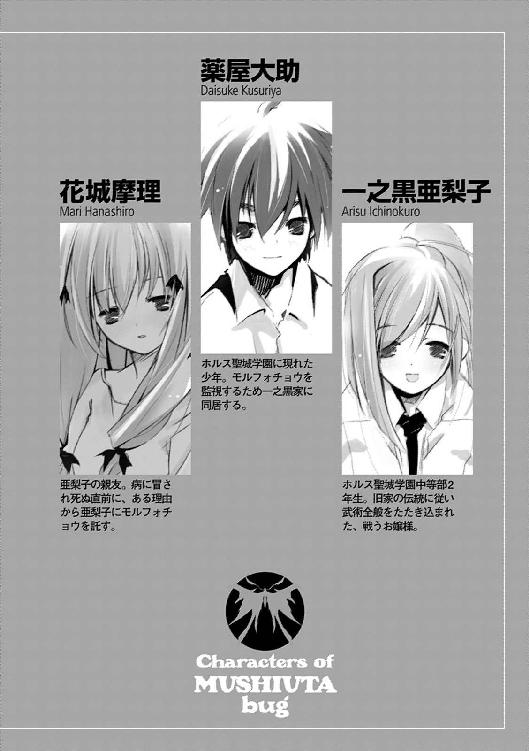 薬屋大助
Daisuke Kusuriya
ホルス聖城学園に現れた
少年。モルフォチョウを
監視するため一之黒家に
同居する。
花城摩理
Mari Hanashiro
亜梨子の親友。病に冒さ
れ死ぬ直前に、ある理由
から亜梨子にモルフォチ
ョウを託す。
一之黒亜梨子
Arisu Ichinokuro
ホルス聖城学園中等部2
年生。旧家の伝統に従い
武術全般をたたき込まれ
た、戦うお嬢様。
Characters of
MUSHIUTA
bug